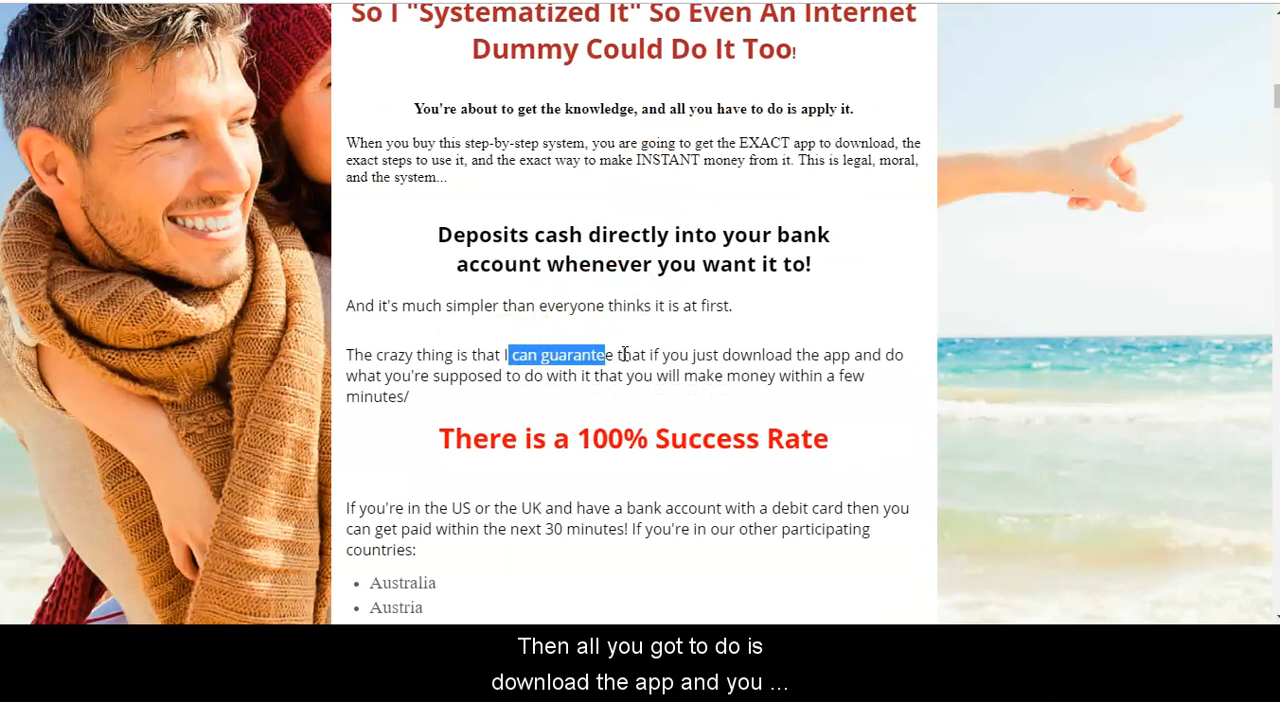 So I "Systematized It" So Even An Internet
Dummy Could Do It Too!
You're about to get the knowledge, and all you have to do is apply it.
When you buy this step-by-step system, you are going to get the EXACT app to download, the
exact steps to use it, and the exact way to make INSTANT money from it. This is legal, moral,
and the system...
Deposits cash directly into your bank
account whenever you want it to!
And it's much simpler than everyone thinks it is at first.
The crazy thing is that I can guarantee that if you just download the app and do
what you're supposed to do with it that you will make money within a few
minutes/
There is a 100% Success Rate
If you're in the US or the UK and have a bank account with a debit card then you
can get paid within the next 30 minutes! If you're in our other participating
countries:
• Australia
• Austria
Then all you got to do is
download the app and you ...